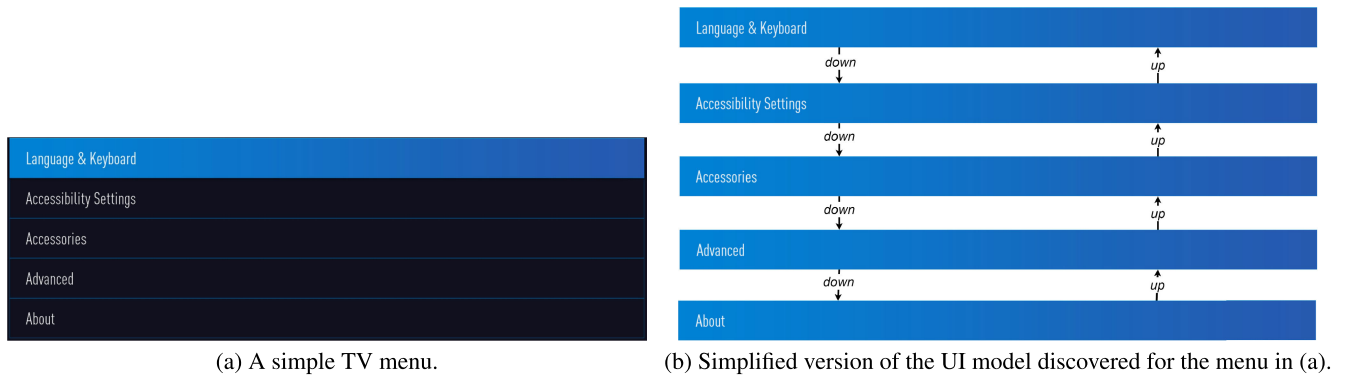 Language & Keyboard
Accessibility Settings
Accessories
Advanced
About
(a) A simple TV menu.
Language & Keyboard
down up
Accessibility Settings
down up
Accessories
down up
Advanced
down up
About
(b) Simplified version of the UI model discovered for the menu in (a).